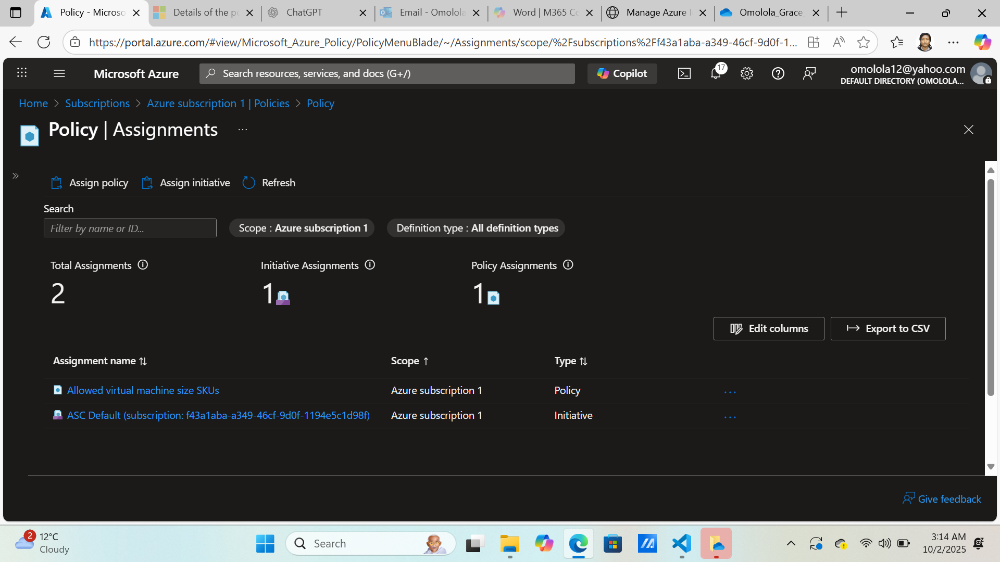 Policy - Microso
Details of the po
ChatGPT
Email - Omolola
Word | M365 Co
Manage Azure
Omolola_Grace_
https://portal.azure.com/#view/Microsoft_Azure_Policy/PolicyMenuBlade/~/Assignments/scope/%2Fsubscriptions%2Ff43a1aba-a349-46cf-9d0f-1...
Microsoft Azure
Search resources, services, and docs (G+/)
Copilot
17
omolola12@yahoo.com
DEFAULT DIRECTORY (OMOLOLA...
Home > Subscriptions > Azure subscription 1 | Policies > Policy
Policy | Assignments ...
Assign policy
Assign initiative
Refresh
Search
Filter by name or ID...
Scope : Azure subscription 1
Definition type : All definition types
Total Assignments
Initiative Assignments
Policy Assignments
2
1
1
Edit columns
Export to CSV
Assignment name ↑↓ Scope ↑ Type ↑↓
Allowed virtual machine size SKUs Azure subscription 1 Policy ...
ASC Default (subscription: f43a1aba-a349-46cf-9d0f-1194e5c1d98f) Azure subscription 1 Initiative ...
Give feedback
2
12°C
Cloudy
Search
3:14 AM
10/2/2025